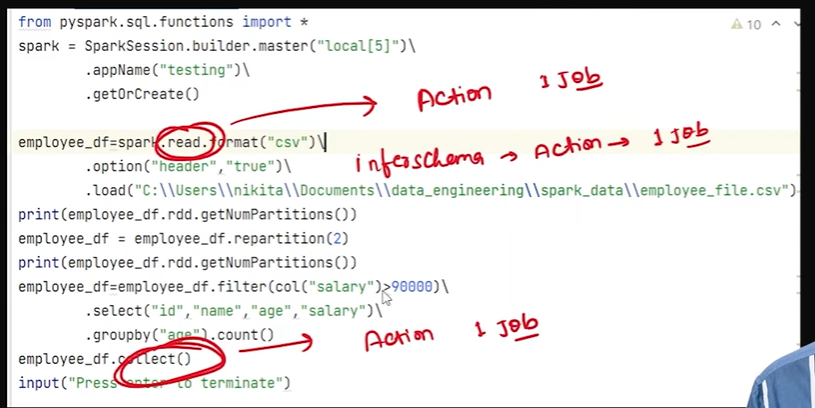 from pyspark.sql.functions import *
10
spark = SparkSession.builder.master("local[5]")\
.appName("testing")\
.getOrCreate()
Action 1 Job
employee_df=spark.read.format("csv")\
.option("header","true")\
inferschema → Action → 1 Job
.load("C:\\Users\\nikita\\Documents\\data_engineering\\spark_data\\employee_file.csv")
print(employee_df.rdd.getNumPartitions())
employee_df = employee_df.repartition(2)
print(employee_df.rdd.getNumPartitions())
employee_df=employee_df.filter(col("salary")>90000)\
.select("id","name","age","salary")\
.groupby("age").count()
Action 1 Job
employee_df.collect()
input("Press enter to terminate")